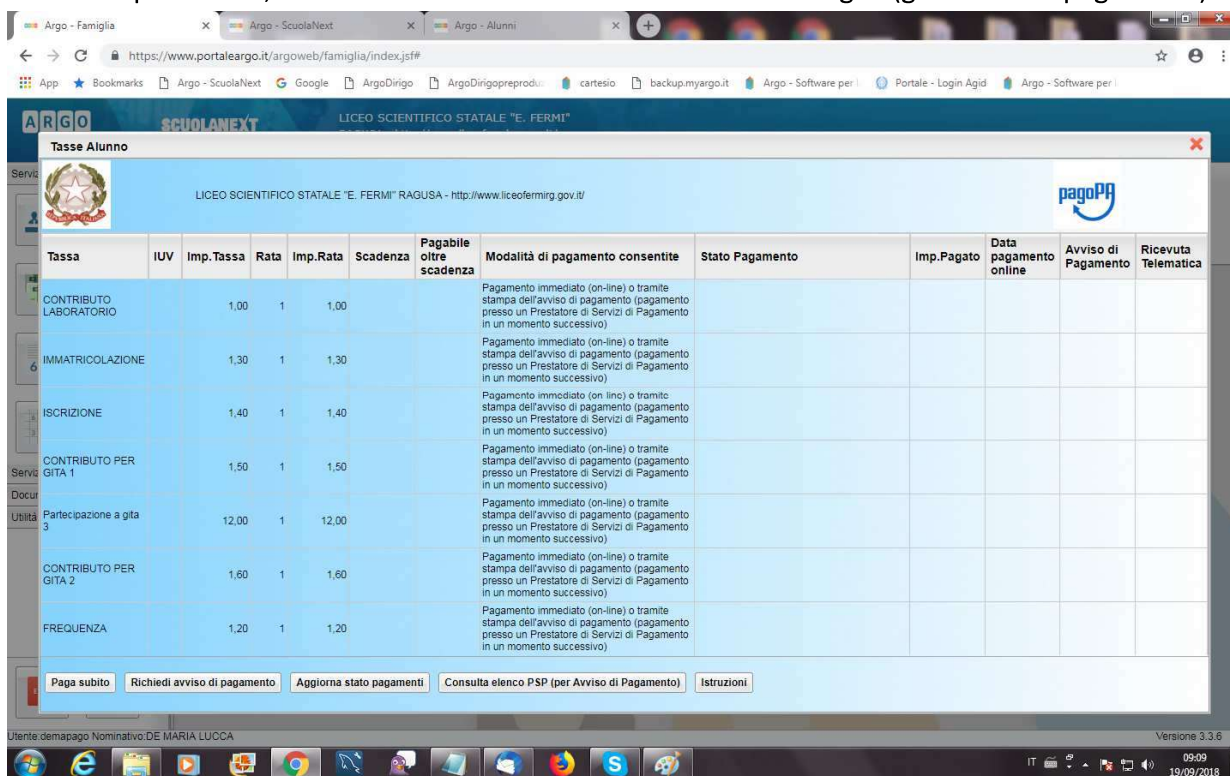 Argo - Famiglia
Argo - ScuolaNext
Argo - Alunni
https://www.portaleargo.it/argoweb/famiglia/index.jsf#
App Bookmarks Argo - ScuolaNext Google ArgoDirigo ArgoDirigopreprodu cartesio backup.myargo.it Argo - Software per Portale - Login Agid Argo - Software per
ARGO SCUOLANEXT LICEO SCIENTIFICO STATALE "E. FERMI"
Tasse Alunno
LICEO SCIENTIFICO STATALE "E. FERMI" RAGUSA - http://www.liceofermirg.gov.it/
pagoPA
Tassa IUV Imp.Tassa Rata Imp.Rata Scadenza Pagabile oltre scadenza Modalità di pagamento consentite Stato Pagamento Imp.Pagato Data pagamento online Avviso di Pagamento Ricevuta Telematica
CONTRIBUTO LABORATORIO 1,00 1 1,00 Pagamento immediato (on-line) o tramite
stampa dell'avviso di pagamento (pagamento
presso un Prestatore di Servizi di Pagamento
in un momento successivo)
IMMATRICOLAZIONE 1,30 1 1,30 Pagamento immediato (on-line) o tramite
stampa dell'avviso di pagamento (pagamento
presso un Prestatore di Servizi di Pagamento
in un momento successivo)
ISCRIZIONE 1,40 1 1,40 Pagamento immediato (on-line) o tramite
stampa dell'avviso di pagamento (pagamento
presso un Prestatore di Servizi di Pagamento
in un momento successivo)
CONTRIBUTO PER GITA 1 1,50 1 1,50 Pagamento immediato (on-line) o tramite
stampa dell'avviso di pagamento (pagamento
presso un Prestatore di Servizi di Pagamento
in un momento successivo)
Partecipazione a gita 3 12,00 1 12,00 Pagamento immediato (on-line) o tramite
stampa dell'avviso di pagamento (pagamento
presso un Prestatore di Servizi di Pagamento
in un momento successivo)
CONTRIBUTO PER GITA 2 1,60 1 1,60 Pagamento immediato (on-line) o tramite
stampa dell'avviso di pagamento (pagamento
presso un Prestatore di Servizi di Pagamento
in un momento successivo)
FREQUENZA 1,20 1 1,20 Pagamento immediato (on-line) o tramite
stampa dell'avviso di pagamento (pagamento
presso un Prestatore di Servizi di Pagamento
in un momento successivo)
Paga subito Richiedi avviso di pagamento Aggiorna stato pagamenti Consulta elenco PSP (per Avviso di Pagamento) Istruzioni
Utente:demapago Nominativo:DE MARIA LUCCA Versione 3.3.6
IT 09:09
19/09/2018